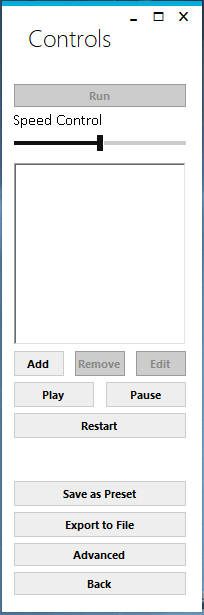 Controls
Run
Speed Control
Add Remove Edit
Play Pause
Restart
Save as Preset
Export to File
Advanced
Back